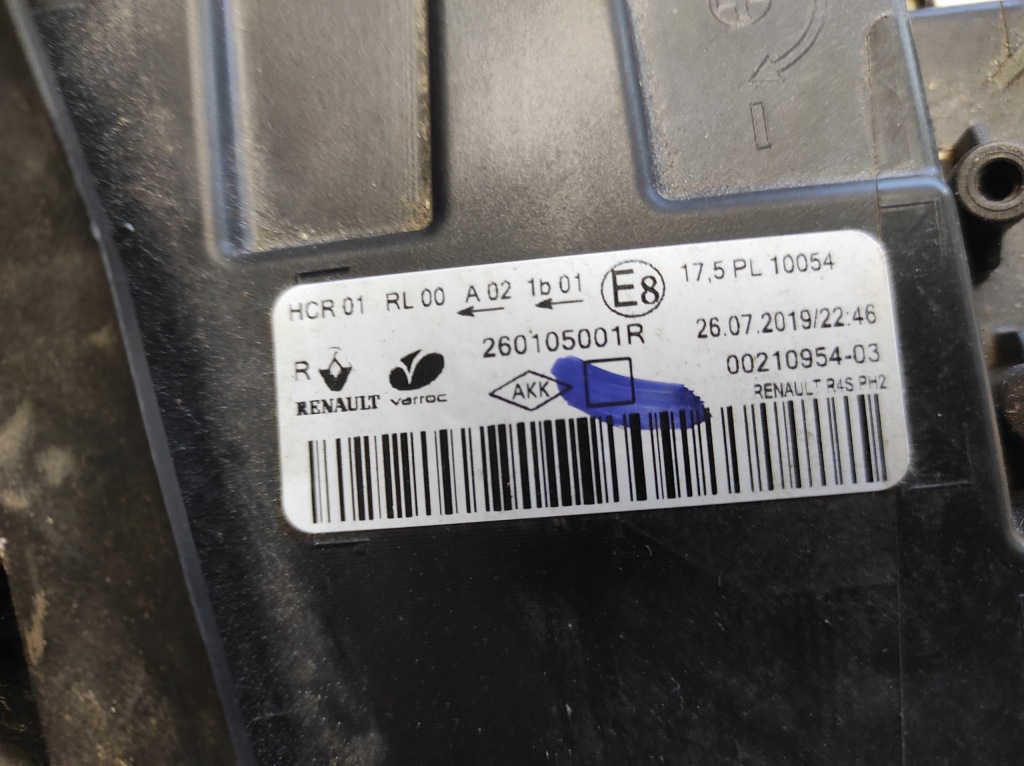 HCR 01 RL 00 A 02 1b 01 E8 17,5 PL 10054
260105001R 26.07.2019/22:46
R 00210954-03
RENAULT varroc AKK RENAULT R4S PH2